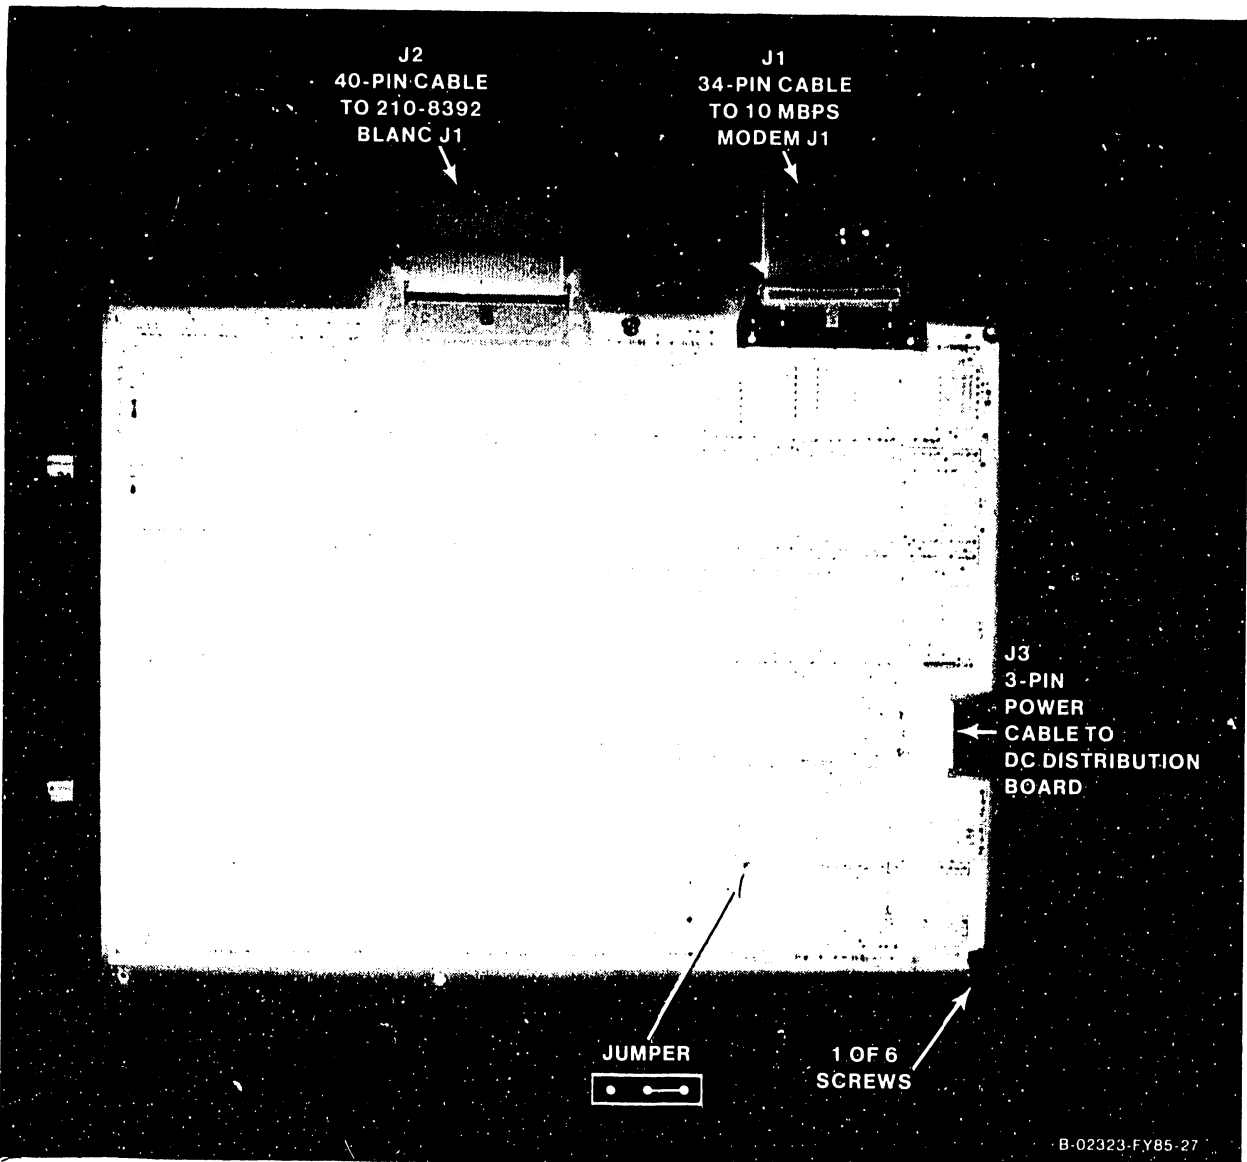 J2
40-PIN CABLE
TO 210-8392
BLANC J1
J1
34-PIN CABLE
TO 10 MBPS
MODEM J1
J3
3-PIN
POWER
CABLE TO
DC DISTRIBUTION
BOARD
JUMPER
1 OF 6
SCREWS
B-02323-FY85-27